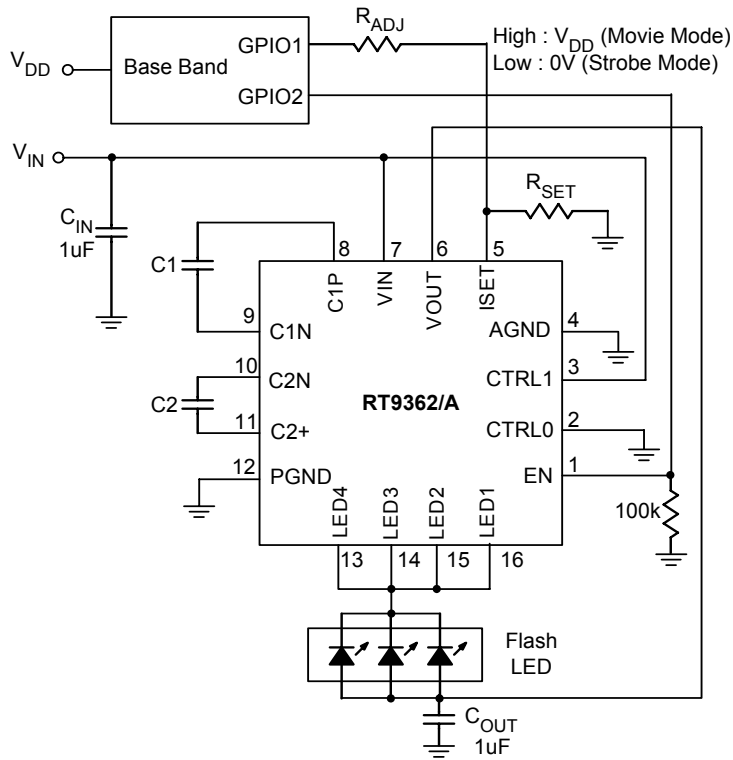 R_ADJ
High : V_DD (Movie Mode)
Low : 0V (Strobe Mode)
GPIO1
V_DD
Base Band
GPIO2
V_IN
R_SET
C_IN
1uF
C1
8
7
6
5
C1P
VIN
VOUT
ISET
9
C1N
AGND
4
10
C2N
CTRL1
3
RT9362/A
C2
11
C2+
CTRL0
2
12
PGND
EN
1
100k
LED4
LED3
LED2
LED1
13
14
15
16
Flash
LED
C_OUT
1uF